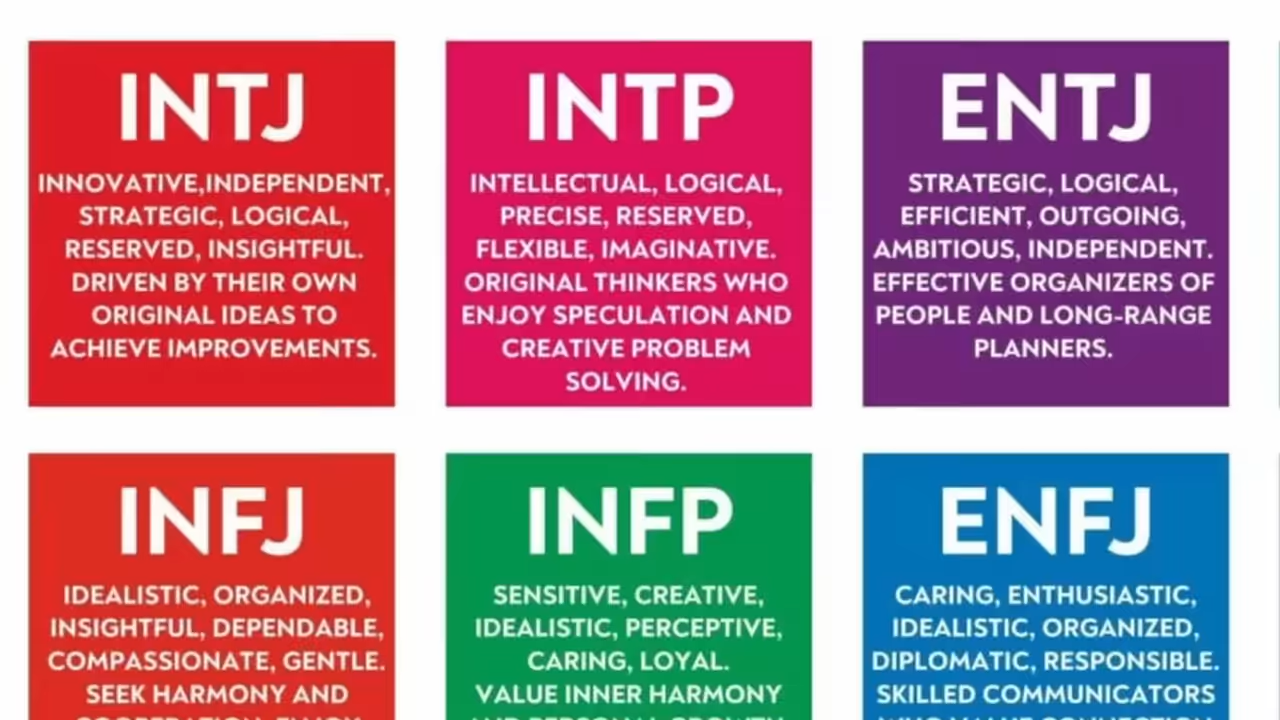 INTJ
INNOVATIVE,INDEPENDENT,
STRATEGIC, LOGICAL,
RESERVED, INSIGHTFUL.
DRIVEN BY THEIR OWN
ORIGINAL IDEAS TO
ACHIEVE IMPROVEMENTS.
INTP
INTELLECTUAL, LOGICAL,
PRECISE, RESERVED,
FLEXIBLE, IMAGINATIVE.
ORIGINAL THINKERS WHO
ENJOY SPECULATION AND
CREATIVE PROBLEM
SOLVING.
ENTJ
STRATEGIC, LOGICAL,
EFFICIENT, OUTGOING,
AMBITIOUS, INDEPENDENT.
EFFECTIVE ORGANIZERS OF
PEOPLE AND LONG-RANGE
PLANNERS.
INFJ
IDEALISTIC, ORGANIZED,
INSIGHTFUL, DEPENDABLE,
COMPASSIONATE, GENTLE.
SEEK HARMONY AND
INFP
SENSITIVE, CREATIVE,
IDEALISTIC, PERCEPTIVE,
CARING, LOYAL.
VALUE INNER HARMONY
ENFJ
CARING, ENTHUSIASTIC,
IDEALISTIC, ORGANIZED,
DIPLOMATIC, RESPONSIBLE.
SKILLED COMMUNICATORS